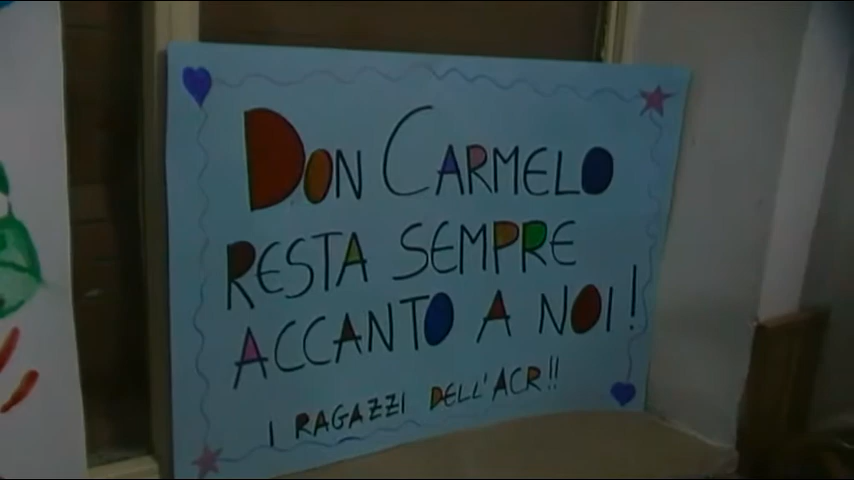 DON CARMELO
RESTA SEMPRE
ACCANTO A NOI!
I RAGAZZI DELL'ACR!!